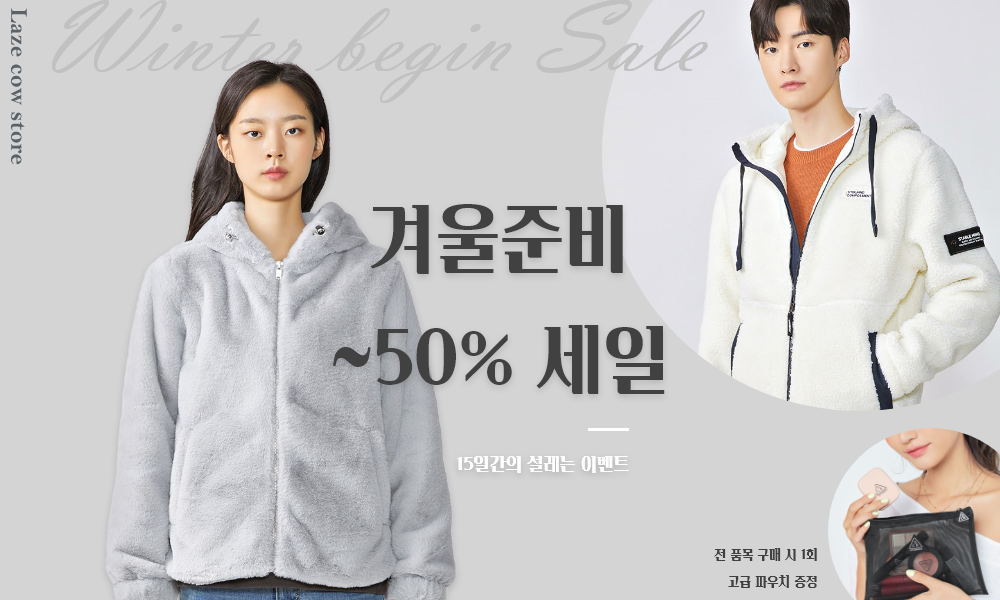 Laze cow store
Winter begin Sale
겨울준비
~50% 세일
15일간의 설레는 이벤트
전 품목 구매 시 1회
고급 파우치 증정